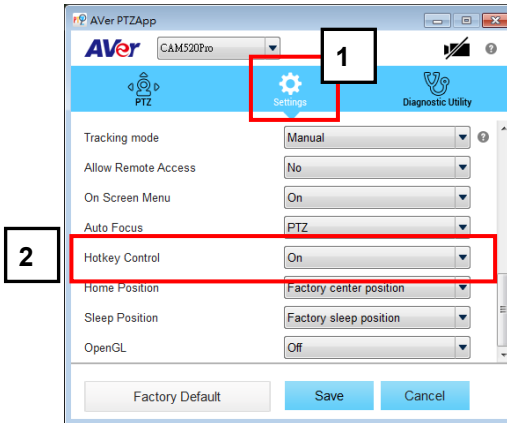 AVer PTZApp
AVer CAM520Pro
1
PTZ Settings Diagnostic Utility
Tracking mode Manual
Allow Remote Access No
On Screen Menu On
Auto Focus PTZ
2
Hotkey Control On
Home Position Factory center position
Sleep Position Factory sleep position
OpenGL Off
Factory Default Save Cancel